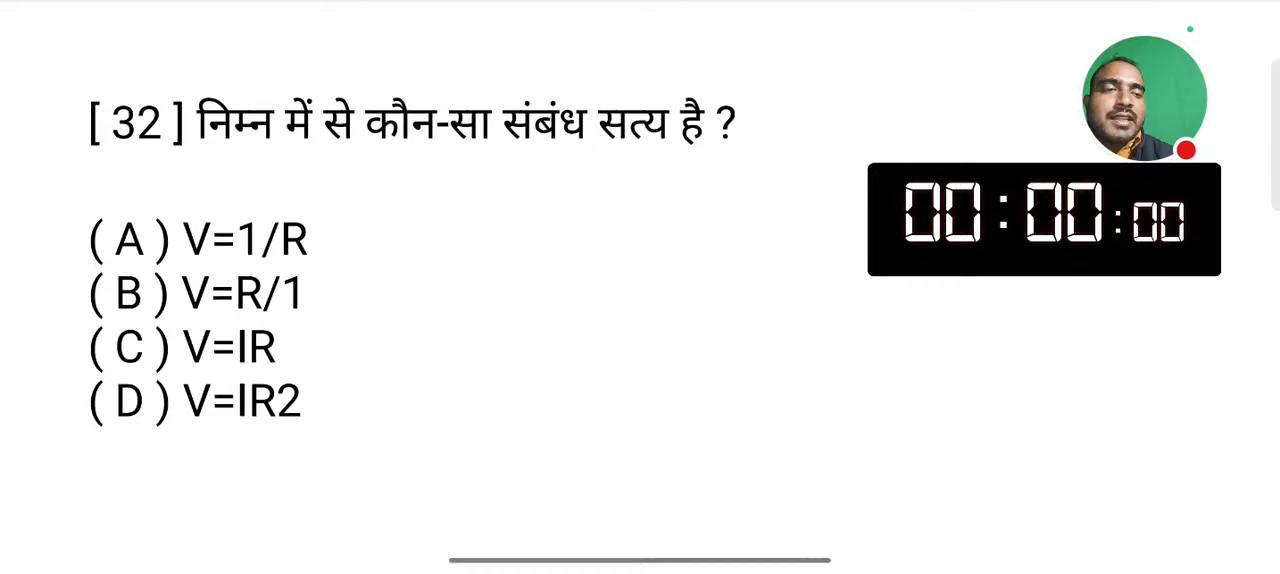 [ 32 ] निम्न में से कौन-सा संबंध सत्य है ?
00:00:00
( A ) V=1/R
( B ) V=R/1
( C ) V=IR
( D ) V=IR2